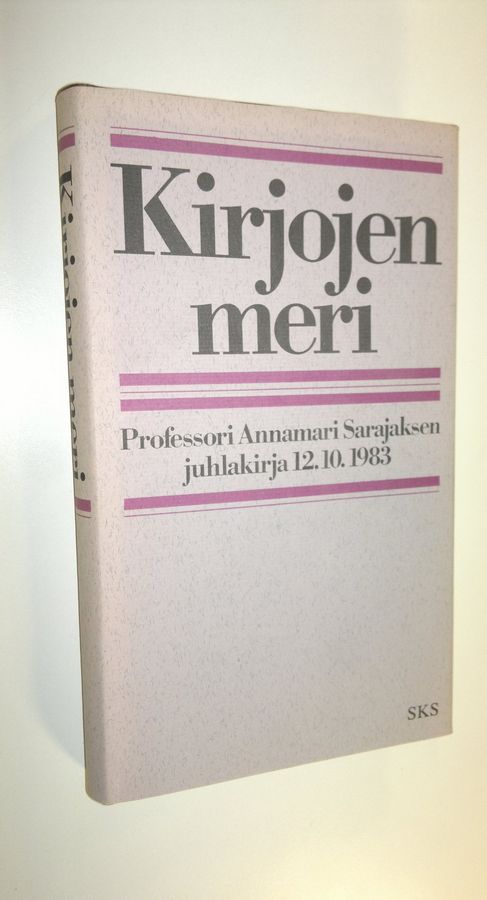 Kirjojen
meri
Professori Annamari Sarajaksen
juhlakirja 12.10.1983
SKS
Kirjojen meri